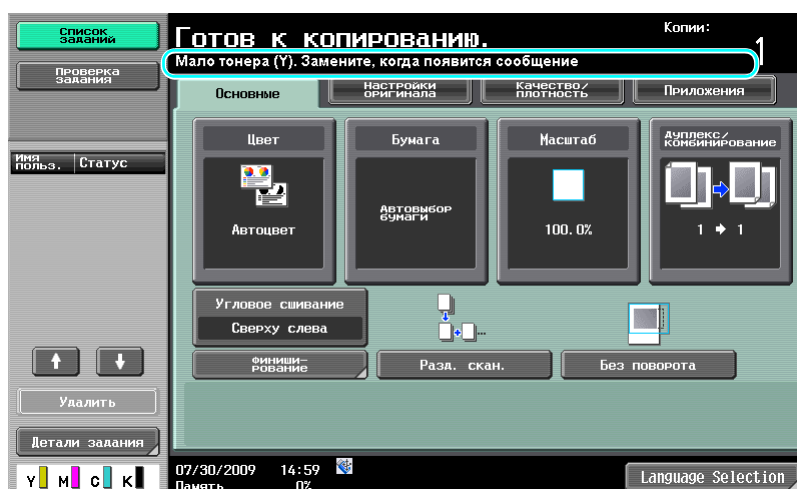 Список
заданий
Проверка
задания
Имя
польз.
Статус
Удалить
Детали задания
Y M C K
Готов к копированию.
Копии:
1
Мало тонера (Y). Замените, когда появится сообщение
Основные
Настройки
оригинала
Качество/
плотность
Приложения
Цвет
Автоцвет
Бумага
Автовыбор
бумаги
Масштаб
100.0%
Дуплекс/
Комбинирование
1 → 1
Угловое сшивание
Сверху слева
Финиши-
рование
Разд. скан.
Без поворота
07/30/2009 14:59
Память 0%
Language Selection